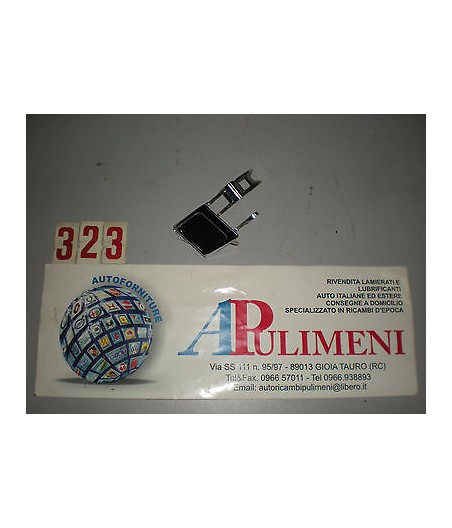 323
AUTOFORNITURE
RIVENDITA LAMIERATI E
LUBRIFICANTI
AUTO ITALIANE ED ESTERE
CONSEGNE A DOMICILIO
SPECIALIZZATO IN RICAMBI D'EPOCA
APULIMENI
Via SS 111 n. 95/97 - 89013 GIOIA TAURO (RC)
Tel&Fax. 0966 57011 - Tel 0966.938893
Email: autoricambipulimeni@libero.it